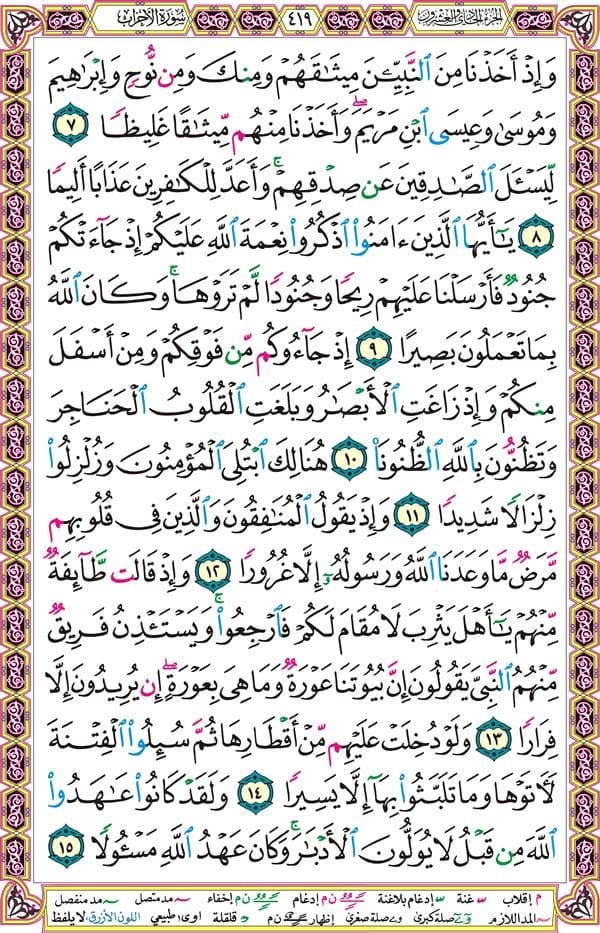 الجزء الحادي والعشرون
٤١٩
سورة الأحزاب
وَإِذْ أَخَذْنَا مِنَ ٱلنَّبِيِّـۧنَ مِيثَٰقَهُمْ وَمِنكَ وَمِن نُّوحٍ وَإِبْرَٰهِيمَ
وَمُوسَىٰ وَعِيسَى ٱبْنِ مَرْيَمَ ۖ وَأَخَذْنَا مِنْهُم مِّيثَٰقًا غَلِيظًا ٧
لِّيَسْـَٔلَ ٱلصَّٰدِقِينَ عَن صِدْقِهِمْ ۚ وَأَعَدَّ لِلْكَٰفِرِينَ عَذَابًا أَلِيمًا
٨ يَٰٓأَيُّهَا ٱلَّذِينَ ءَامَنُوا۟ ٱذْكُرُوا۟ نِعْمَةَ ٱللَّهِ عَلَيْكُمْ إِذْ جَآءَتْكُمْ
جُنُودٌ فَأَرْسَلْنَا عَلَيْهِمْ رِيحًا وَجُنُودًا لَّمْ تَرَوْهَا ۚ وَكَانَ ٱللَّهُ
بِمَا تَعْمَلُونَ بَصِيرًا ٩ إِذْ جَآءُوكُم مِّن فَوْقِكُمْ وَمِنْ أَسْفَلَ
مِنكُمْ وَإِذْ زَاغَتِ ٱلْأَبْصَٰرُ وَبَلَغَتِ ٱلْقُلُوبُ ٱلْحَنَاجِرَ
وَتَظُنُّونَ بِٱللَّهِ ٱلظُّنُونَا۠ ١٠ هُنَالِكَ ٱبْتُلِىَ ٱلْمُؤْمِنُونَ وَزُلْزِلُوا۟
زِلْزَالًا شَدِيدًا ١١ وَإِذْ يَقُولُ ٱلْمُنَٰفِقُونَ وَٱلَّذِينَ فِى قُلُوبِهِم
مَّرَضٌ مَّا وَعَدَنَا ٱللَّهُ وَرَسُولُهُۥٓ إِلَّا غُرُورًا ١٢ وَإِذْ قَالَت طَّآئِفَةٌ
مِّنْهُمْ يَٰٓأَهْلَ يَثْرِبَ لَا مُقَامَ لَكُمْ فَٱرْجِعُوا۟ ۚ وَيَسْتَـْٔذِنُ فَرِيقٌ
مِّنْهُمُ ٱلنَّبِىَّ يَقُولُونَ إِنَّ بُيُوتَنَا عَوْرَةٌ وَمَا هِىَ بِعَوْرَةٍ ۖ إِن يُرِيدُونَ إِلَّا
فِرَارًا ١٣ وَلَوْ دُخِلَتْ عَلَيْهِم مِّنْ أَقْطَارِهَا ثُمَّ سُئِلُوا۟ ٱلْفِتْنَةَ
لَـَٔاتَوْهَا وَمَا تَلَبَّثُوا۟ بِهَآ إِلَّا يَسِيرًا ١٤ وَلَقَدْ كَانُوا۟ عَٰهَدُوا۟
ٱللَّهَ مِن قَبْلُ لَا يُوَلُّونَ ٱلْأَدْبَٰرَ ۚ وَكَانَ عَهْدُ ٱللَّهِ مَسْـُٔولًا ١٥
م إقلاب غنة إدغام بلاغنة ن م إدغام ن إخفاء مد متصل مد منفصل
المد اللازم صلة كبرى صلة صغرى إظهار ن م قلقلة اوى: طبيعي اللون الأزرق: لا يلفظ